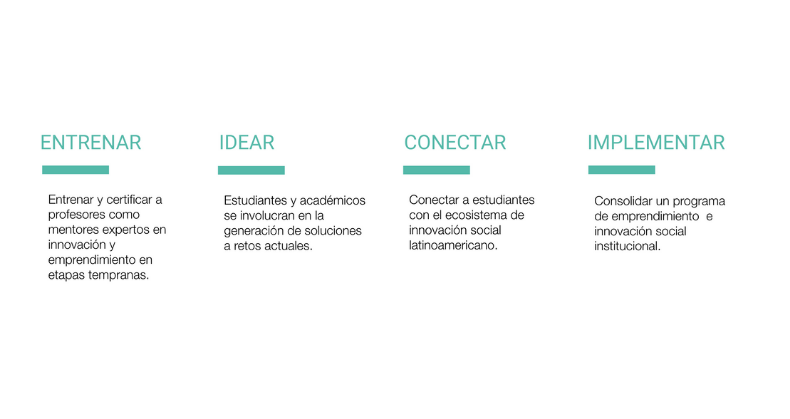 ENTRENAR
Entrenar y certificar a
profesores como
mentores expertos en
innovación y
emprendimiento en
etapas tempranas.
IDEAR
Estudiantes y académicos
se involucran en la
generación de soluciones
a retos actuales.
CONECTAR
Conectar a estudiantes
con el ecosistema de
innovación social
latinoamericano.
IMPLEMENTAR
Consolidar un programa
de emprendimiento  e
innovación social
institucional.